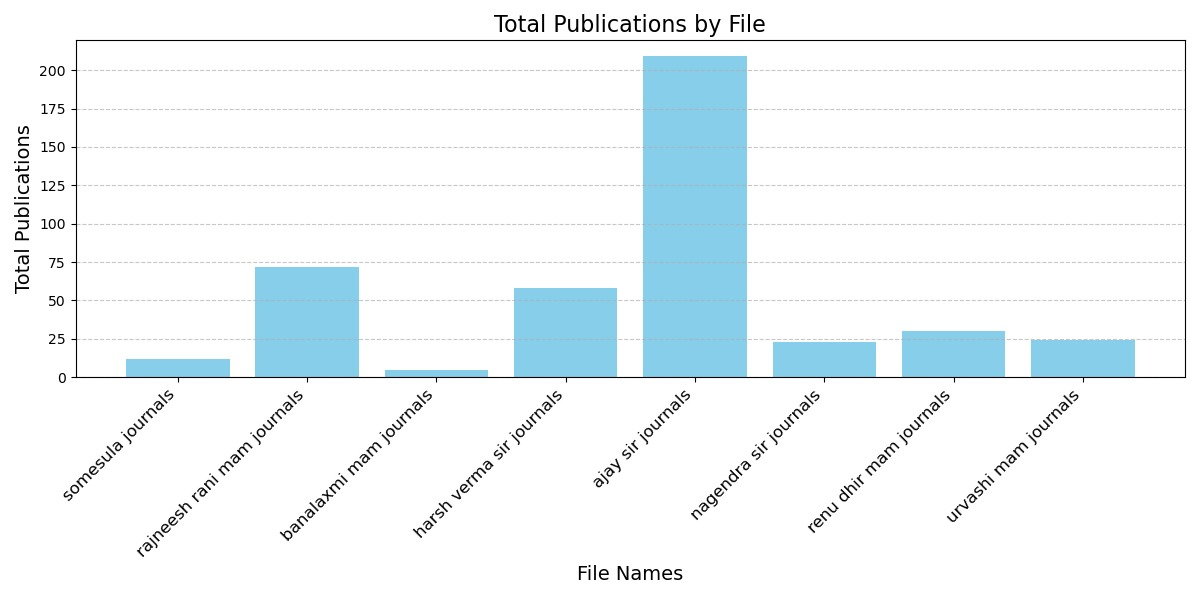 Total Publications by File
Total Publications
200
175
150
125
100
75
50
25
0
somesula journals
rajneesh rani mam journals
banalaxmi mam journals
harsh verma sir journals
ajay sir journals
nagendra sir journals
renu dhir mam journals
urvashi mam journals
File Names